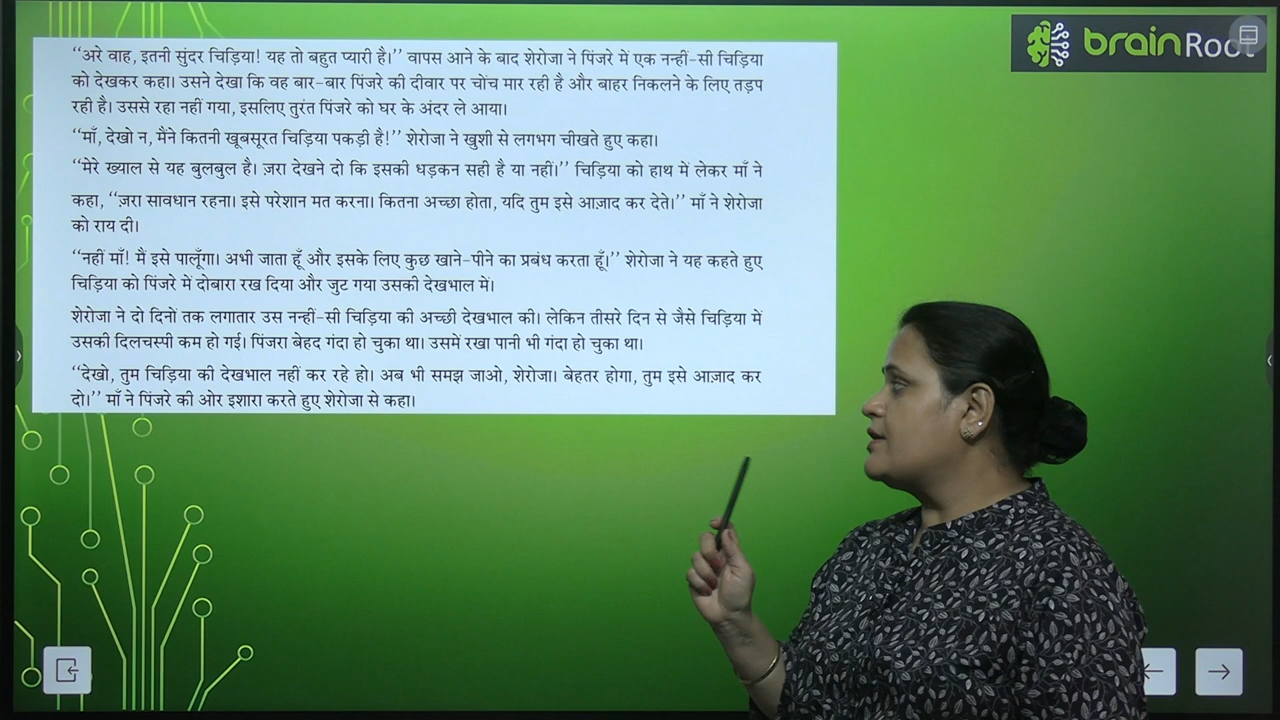 ‘‘अरे वाह, इतनी सुंदर चिड़िया! यह तो बहुत प्यारी है।’’ वापस आने के बाद शेरोजा ने पिंजरे में एक नन्हीं-सी चिड़िया
को देखकर कहा। उसने देखा कि वह बार-बार पिंजरे की दीवार पर चोंच मार रही है और बाहर निकलने के लिए तड़प
रही है। उससे रहा नहीं गया, इसलिए तुरंत पिंजरे को घर के अंदर ले आया।
‘‘माँ, देखो न, मैंने कितनी खूबसूरत चिड़िया पकड़ी है!’’ शेरोजा ने खुशी से लगभग चीखते हुए कहा।
‘‘मेरे ख्याल से यह बुलबुल है। ज़रा देखने दो कि इसकी धड़कन सही है या नहीं।’’ चिड़िया को हाथ में लेकर माँ ने
कहा, ‘‘ज़रा सावधान रहना। इसे परेशान मत करना। कितना अच्छा होता, यदि तुम इसे आज़ाद कर देते।’’ माँ ने शेरोजा
को राय दी।
‘‘नहीं माँ! मैं इसे पालूँगा। अभी जाता हूँ और इसके लिए कुछ खाने-पीने का प्रबंध करता हूँ।’’ शेरोजा ने यह कहते हुए
चिड़िया को पिंजरे में दोबारा रख दिया और जुट गया उसकी देखभाल में।
शेरोजा ने दो दिनों तक लगातार उस नन्हीं-सी चिड़िया की अच्छी देखभाल की। लेकिन तीसरे दिन से जैसे चिड़िया में
उसकी दिलचस्पी कम हो गई। पिंजरा बेहद गंदा हो चुका था। उसमें रखा पानी भी गंदा हो चुका था।
‘‘देखो, तुम चिड़िया की देखभाल नहीं कर रहे हो। अब भी समझ जाओ, शेरोजा। बेहतर होगा, तुम इसे आज़ाद कर
दो।’’ माँ ने पिंजरे की ओर इशारा करते हुए शेरोजा से कहा।
brain Root